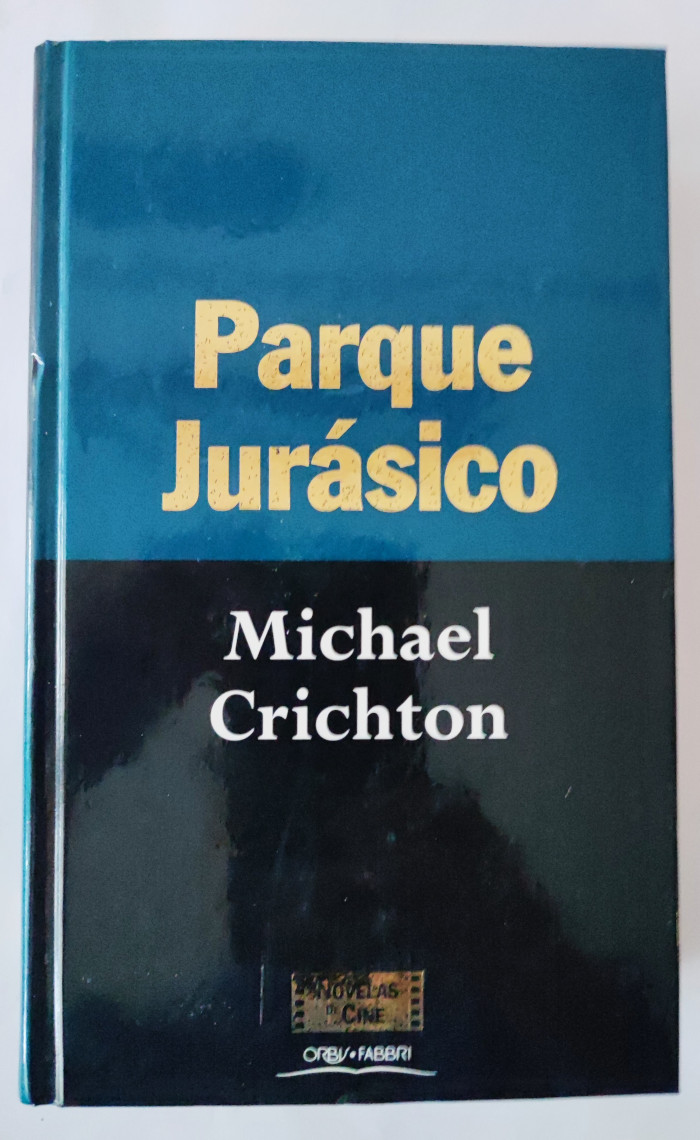 Parque
Jurásico
Michael
Crichton
NOVELAS
DE CINE
ORBIS • FABBRI